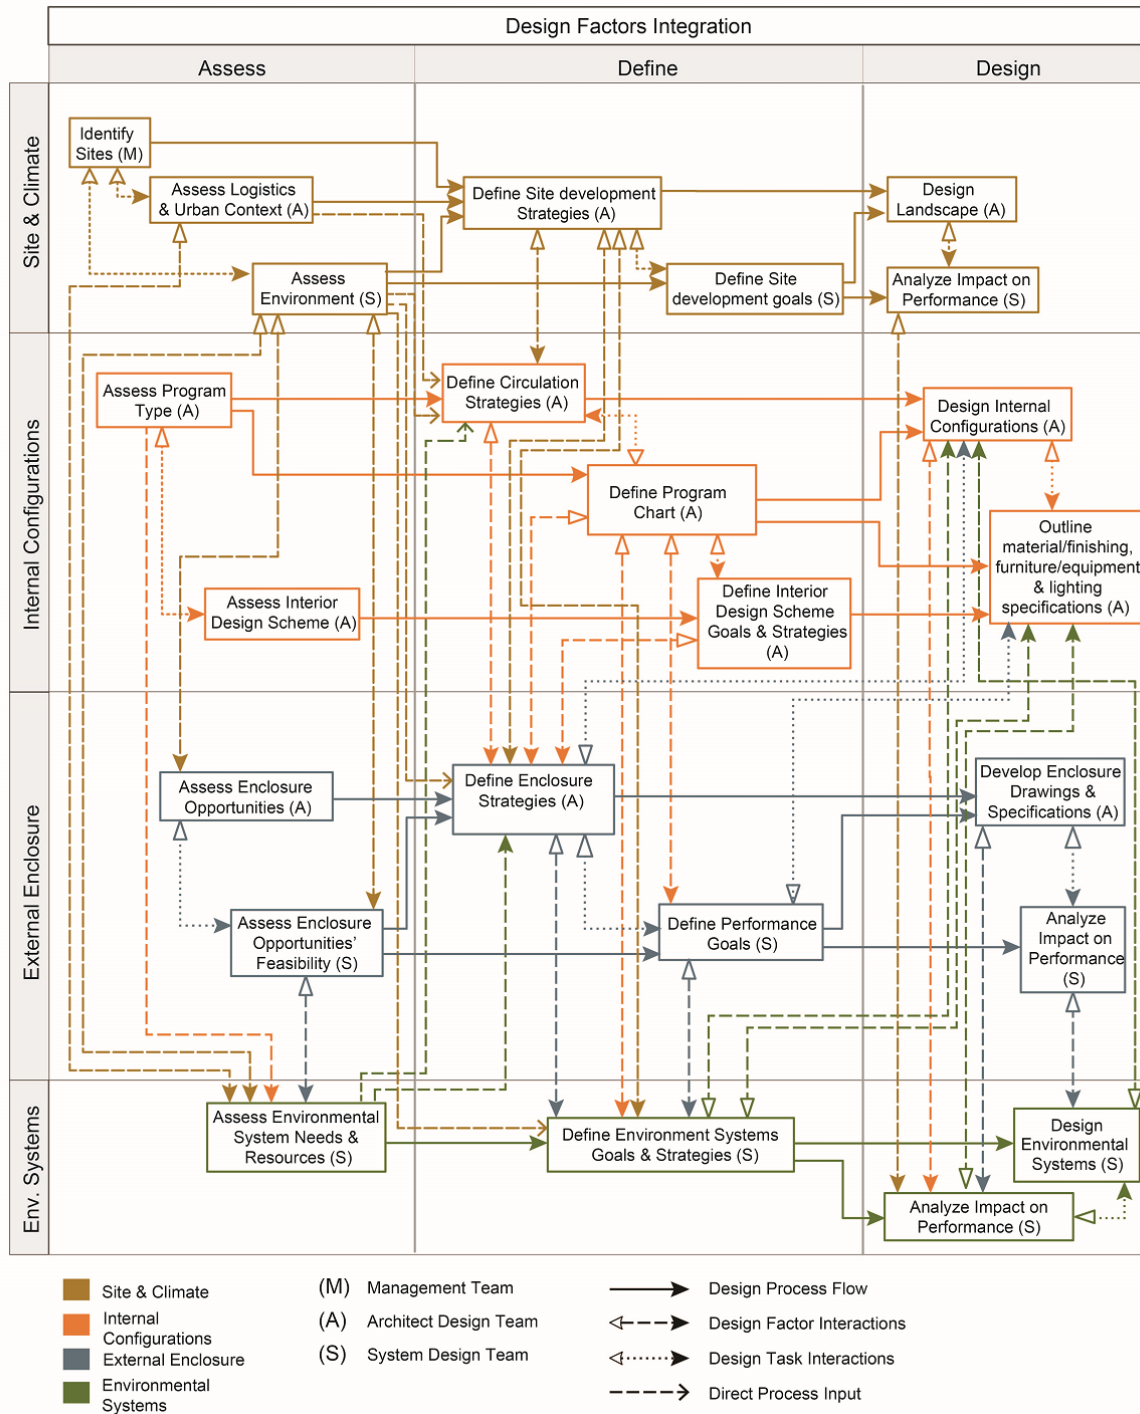 Design Factors Integration
Assess
Define
Design
Site & Climate
Identify
Sites (M)
Assess Logistics
& Urban Context (A)
Assess
Environment (S)
Define Site development
Strategies (A)
Define Site
development goals (S)
Design
Landscape (A)
Analyze Impact on
Performance (S)
Internal Configurations
Assess Program
Type (A)
Assess Interior
Design Scheme (A)
Define Circulation
Strategies (A)
Define Program
Chart (A)
Define Interior
Design Scheme
Goals & Strategies
(A)
Design Internal
Configurations (A)
Outline
material/finishing,
furniture/equipment
& lighting
specifications (A)
External Enclosure
Assess Enclosure
Opportunities (A)
Assess Enclosure
Opportunities'
Feasibility (S)
Define Enclosure
Strategies (A)
Define Performance
Goals (S)
Develop Enclosure
Drawings &
Specifications (A)
Analyze
Impact on
Performance
(S)
Env. Systems
Assess Environmental
System Needs &
Resources (S)
Define Environment Systems
Goals & Strategies (S)
Design
Environmental
Systems (S)
Analyze Impact on
Performance (S)
Site & Climate
Internal
Configurations
External Enclosure
Environmental
Systems
(M) Management Team
(A) Architect Design Team
(S) System Design Team
Design Process Flow
Design Factor Interactions
Design Task Interactions
Direct Process Input